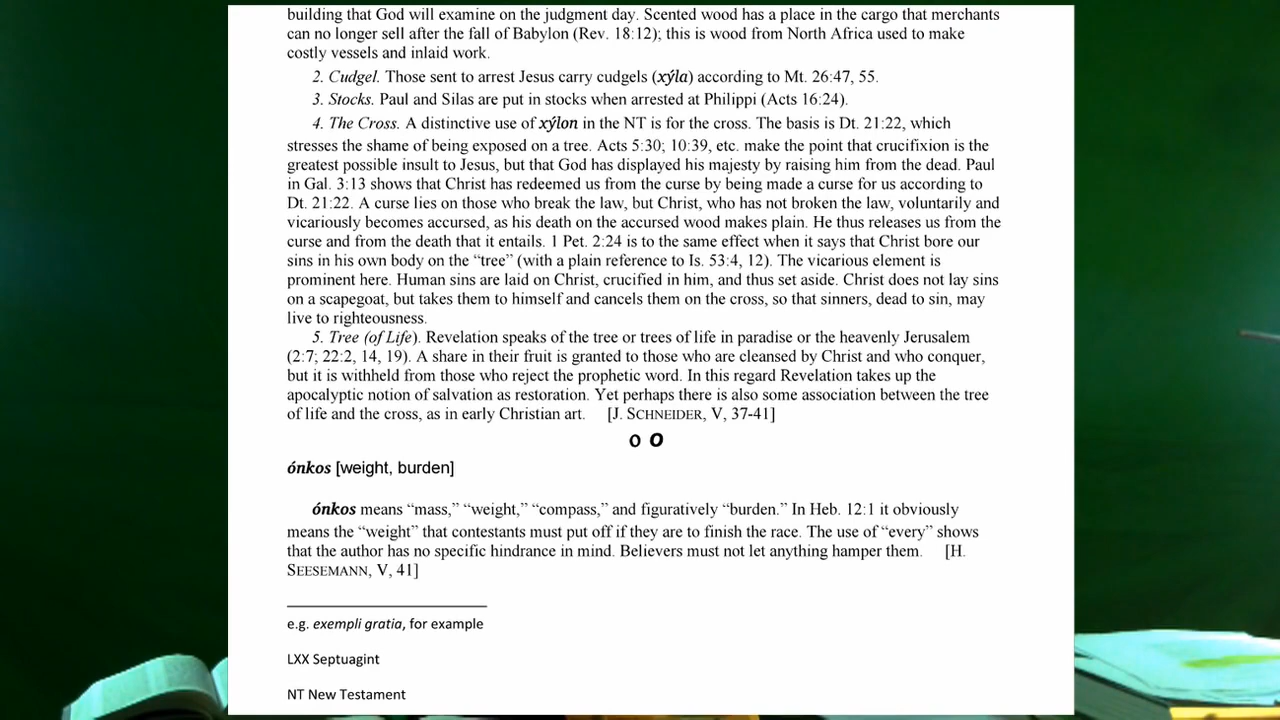 building that God will examine on the judgment day. Scented wood has a place in the cargo that merchants
can no longer sell after the fall of Babylon (Rev. 18:12); this is wood from North Africa used to make
costly vessels and inlaid work.
2. Cudgel. Those sent to arrest Jesus carry cudgels (xýla) according to Mt. 26:47, 55.
3. Stocks. Paul and Silas are put in stocks when arrested at Philippi (Acts 16:24).
4. The Cross. A distinctive use of xýlon in the NT is for the cross. The basis is Dt. 21:22, which
stresses the shame of being exposed on a tree. Acts 5:30; 10:39, etc. make the point that crucifixion is the
greatest possible insult to Jesus, but that God has displayed his majesty by raising him from the dead. Paul
in Gal. 3:13 shows that Christ has redeemed us from the curse by being made a curse for us according to
Dt. 21:22. A curse lies on those who break the law, but Christ, who has not broken the law, voluntarily and
vicariously becomes accursed, as his death on the accursed wood makes plain. He thus releases us from the
curse and from the death that it entails. 1 Pet. 2:24 is to the same effect when it says that Christ bore our
sins in his own body on the “tree” (with a plain reference to Is. 53:4, 12). The vicarious element is
prominent here. Human sins are laid on Christ, crucified in him, and thus set aside. Christ does not lay sins
on a scapegoat, but takes them to himself and cancels them on the cross, so that sinners, dead to sin, may
live to righteousness.
5. Tree (of Life). Revelation speaks of the tree or trees of life in paradise or the heavenly Jerusalem
(2:7; 22:2, 14, 19). A share in their fruit is granted to those who are cleansed by Christ and who conquer,
but it is withheld from those who reject the prophetic word. In this regard Revelation takes up the
apocalyptic notion of salvation as restoration. Yet perhaps there is also some association between the tree
of life and the cross, as in early Christian art. [J. SCHNEIDER, V, 37-41]
o o
ónkos [weight, burden]
ónkos means “mass,” “weight,” “compass,” and figuratively “burden.” In Heb. 12:1 it obviously
means the “weight” that contestants must put off if they are to finish the race. The use of “every” shows
that the author has no specific hindrance in mind. Believers must not let anything hamper them. [H.
SEESEMANN, V, 41]
e.g. exempli gratia, for example
LXX Septuagint
NT New Testament